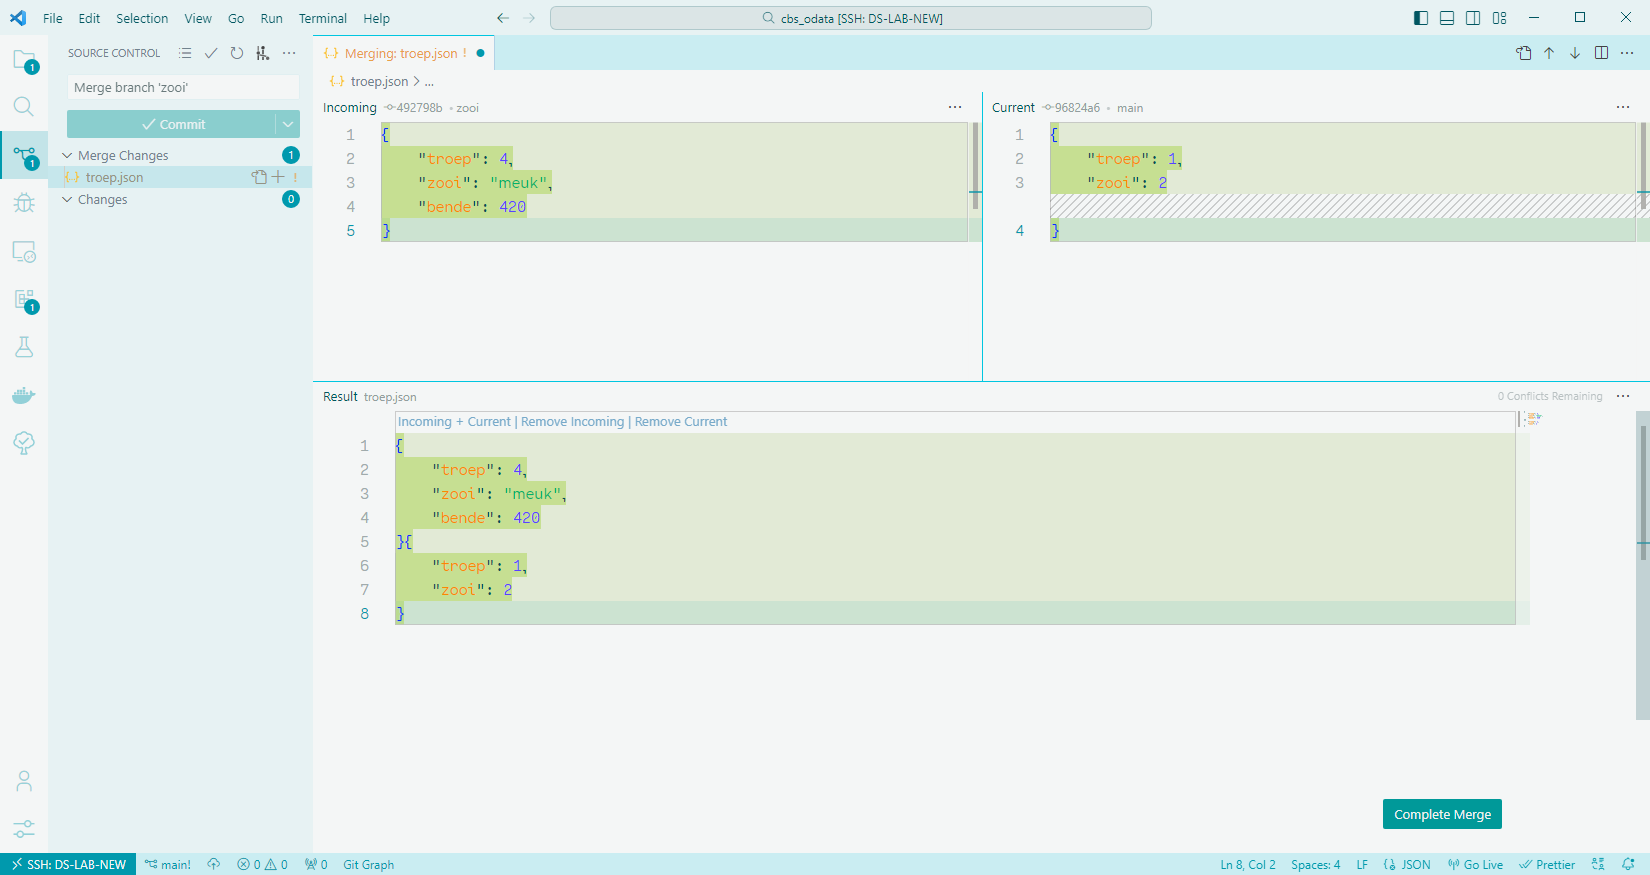 File Edit Selection View Go Run Terminal Help
cbs_odata [SSH: DS-LAB-NEW]
SOURCE CONTROL
Merge branch 'zooi'
Commit
Merge Changes 1
troep.json !
Changes 0
1
1
1
Merging: troep.json !
troep.json > ...
Incoming 492798b • zooi
1 {
2 "troep": 4,
3 "zooi": "meuk",
4 "bende": 420
5 }
Current 96824a6 • main
1 {
2 "troep": 1,
3 "zooi": 2
4 }
Result troep.json
0 Conflicts Remaining
Incoming + Current | Remove Incoming | Remove Current
1 {
2 "troep": 4,
3 "zooi": "meuk",
4 "bende": 420
5 }{
6 "troep": 1,
7 "zooi": 2
8 }
Complete Merge
SSH: DS-LAB-NEW main! 0 0 0 Git Graph
Ln 8, Col 2 Spaces: 4 LF JSON Go Live Prettier